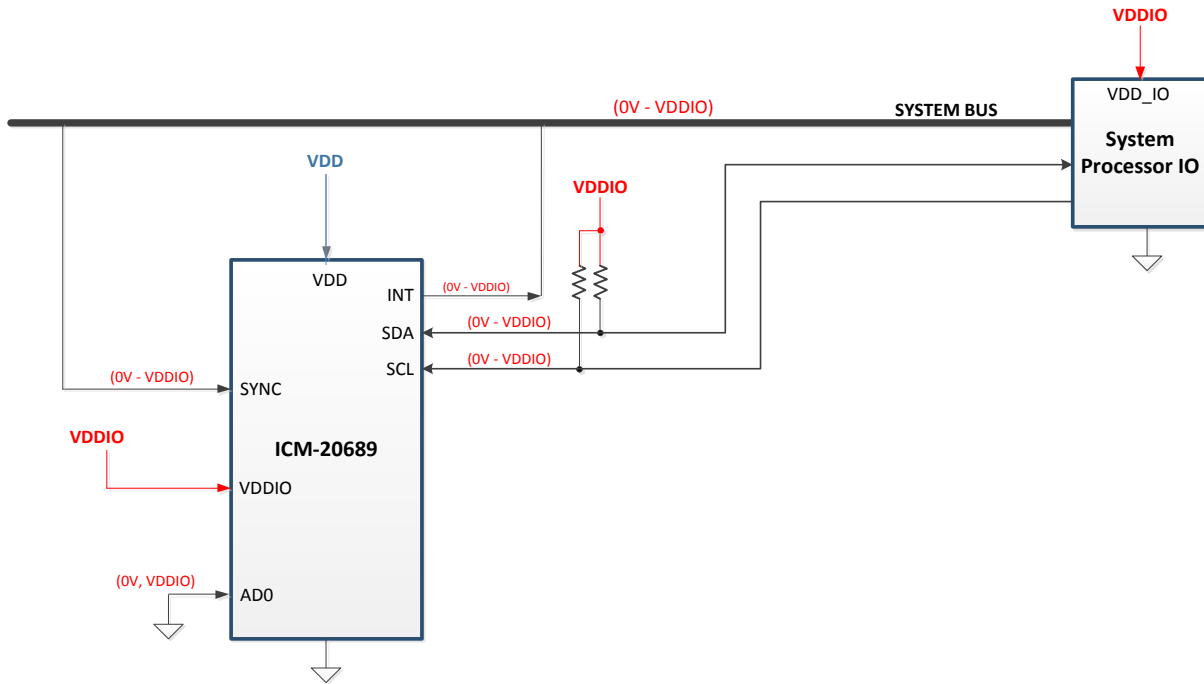 VDDIO
VDD_IO
(0V - VDDIO)
SYSTEM BUS
System
Processor IO
VDD
VDDIO
VDD
INT
(0V - VDDIO)
SDA
(0V - VDDIO)
SCL
(0V - VDDIO)
(0V - VDDIO)
SYNC
VDDIO
ICM-20689
VDDIO
(0V, VDDIO)
AD0